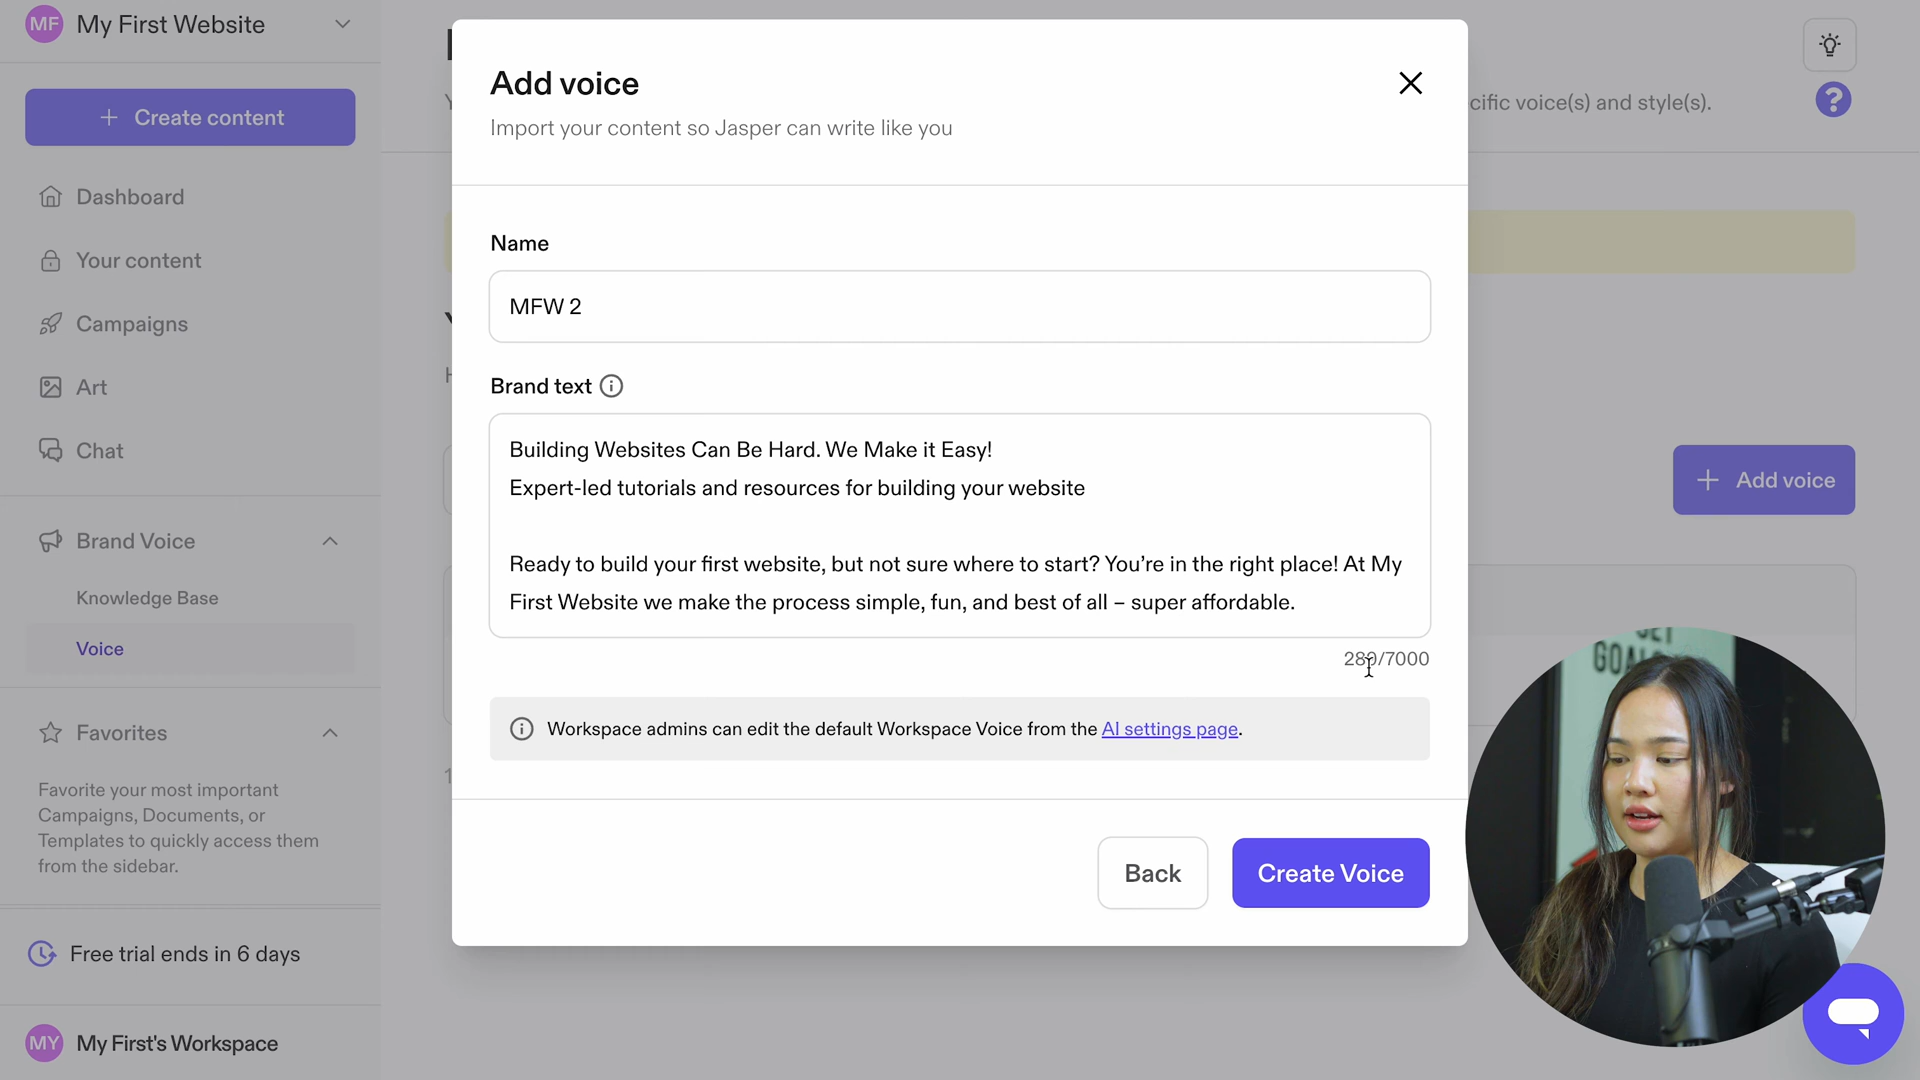 MF My First Website
+ Create content
Dashboard
Your content
Campaigns
Art
Chat
Brand Voice
Knowledge Base
Voice
Favorites
Favorite your most important
Campaigns, Documents, or
Templates to quickly access them
from the sidebar.
Free trial ends in 6 days
MY My First's Workspace
Add voice
Import your content so Jasper can write like you
Name
MFW 2
Brand text
Building Websites Can Be Hard. We Make it Easy!
Expert-led tutorials and resources for building your website
Ready to build your first website, but not sure where to start? You’re in the right place! At My
First Website we make the process simple, fun, and best of all – super affordable.
280/7000
Workspace admins can edit the default Workspace Voice from the AI settings page.
Back
Create Voice
cific voice(s) and style(s).
?
+ Add voice
GOALS